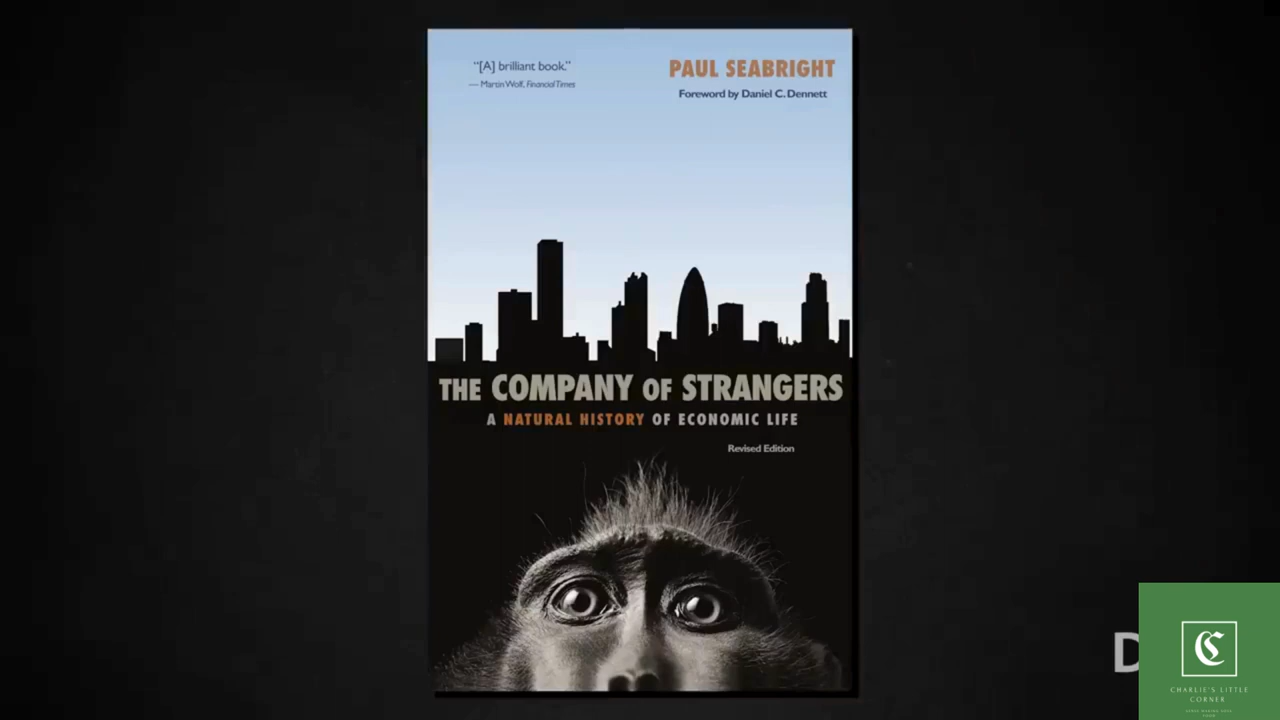 "[A] brilliant book."
— Martin Wolf, Financial Times
PAUL SEABRIGHT
Foreword by Daniel C. Dennett
THE COMPANY OF STRANGERS
A NATURAL HISTORY OF ECONOMIC LIFE
Revised Edition
D
C
CHARLIE'S LITTLE
CORNER